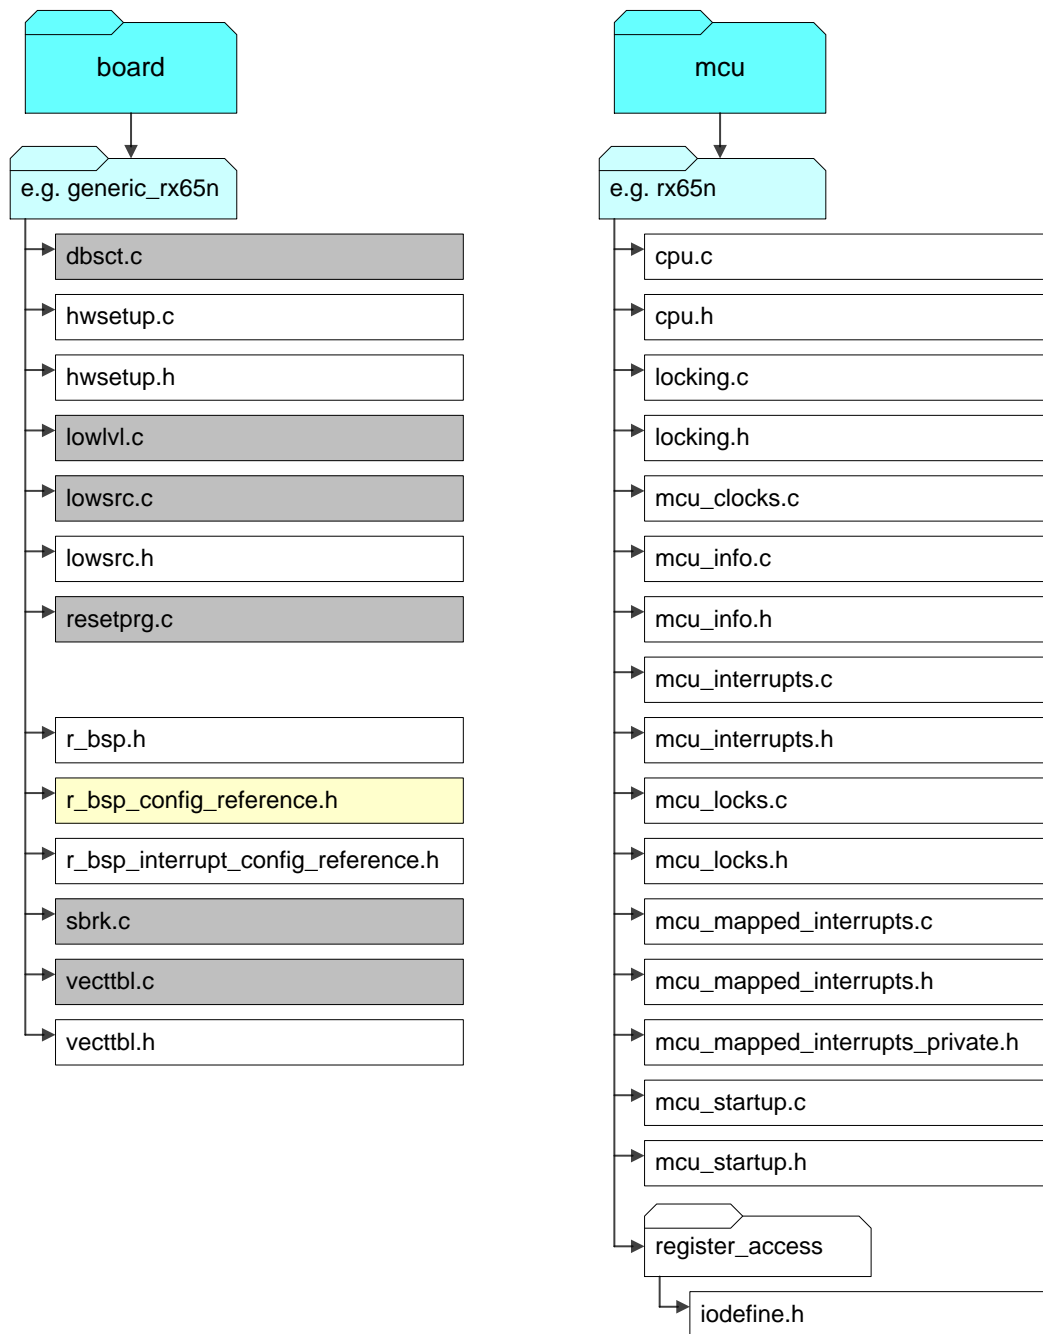 board
e.g. generic_rx65n
dbsct.c
hwsetup.c
hwsetup.h
lowlvl.c
lowsrc.c
lowsrc.h
resetprg.c
r_bsp.h
r_bsp_config_reference.h
r_bsp_interrupt_config_reference.h
sbrk.c
vecttbl.c
vecttbl.h
mcu
e.g. rx65n
cpu.c
cpu.h
locking.c
locking.h
mcu_clocks.c
mcu_info.c
mcu_info.h
mcu_interrupts.c
mcu_interrupts.h
mcu_locks.c
mcu_locks.h
mcu_mapped_interrupts.c
mcu_mapped_interrupts.h
mcu_mapped_interrupts_private.h
mcu_startup.c
mcu_startup.h
register_access
iodefine.h